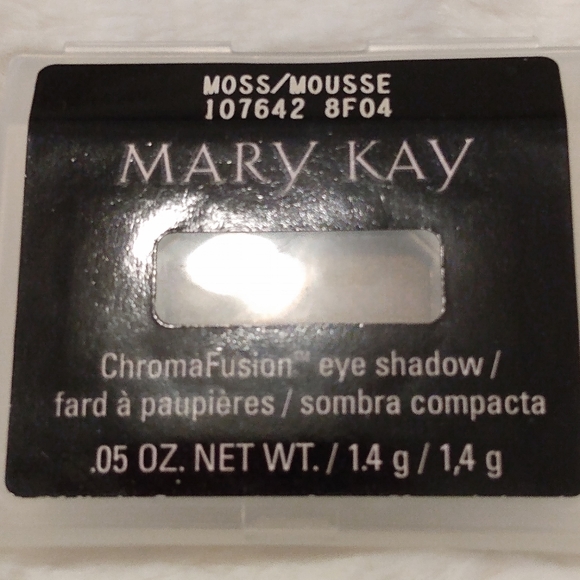 MOSS/MOUSSE
107642 8F04
MARY KAY
ChromaFusion™ eye shadow /
fard à paupières / sombra compacta
.05 OZ. NET WT. / 1.4 g / 1,4 g